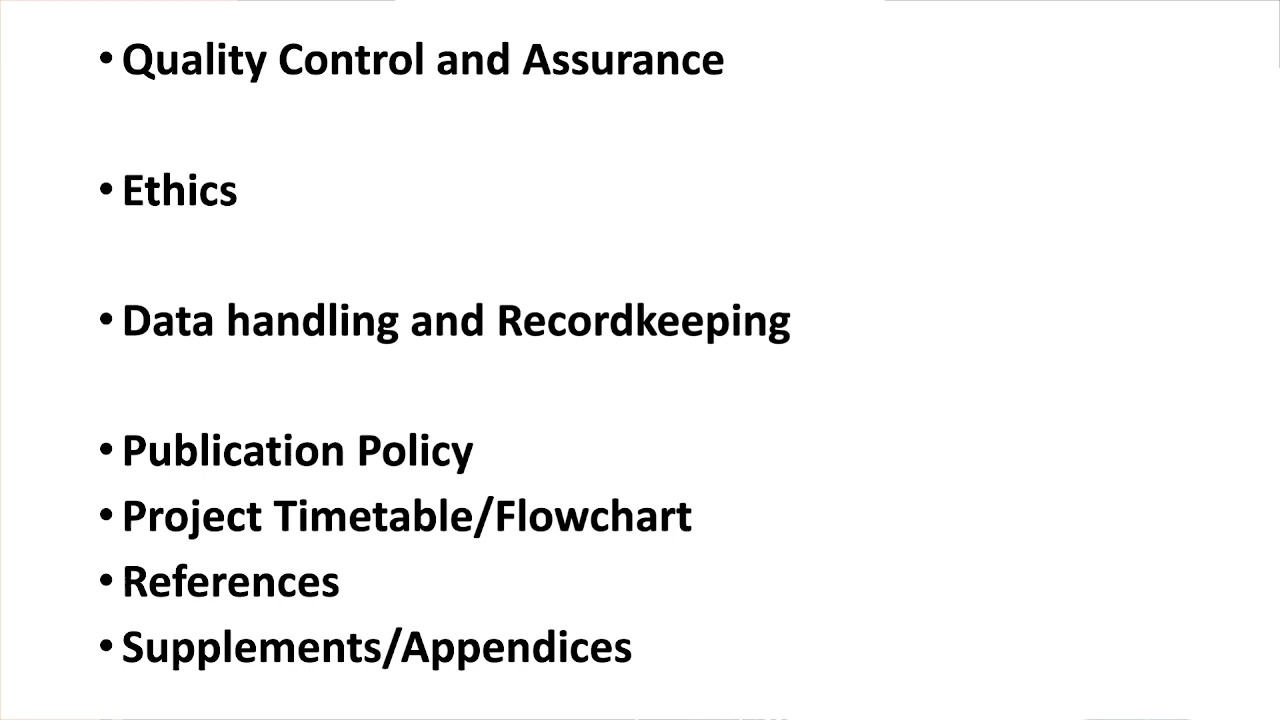 • Quality Control and Assurance
• Ethics
• Data handling and Recordkeeping
• Publication Policy
• Project Timetable/Flowchart
• References
• Supplements/Appendices